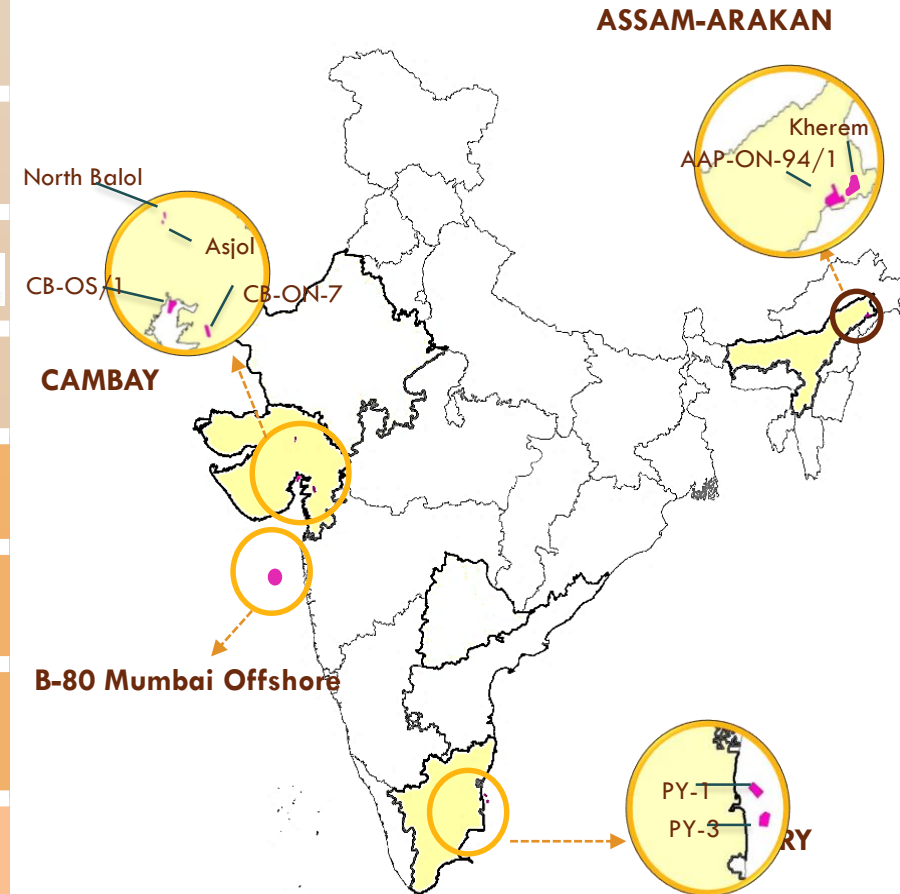 ASSAM-ARAKAN
Kherem
AAP-ON-94/1
North Balol
Asjol
CB-OS/1
CB-ON-7
CAMBAY
B-80 Mumbai Offshore
PY-1
PY-3
RY